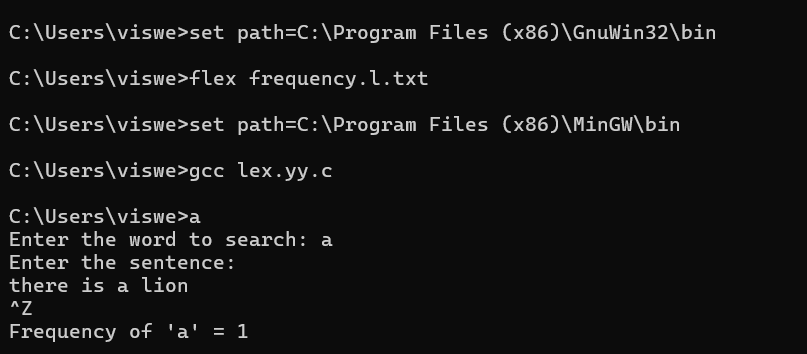 C:\Users\viswe>set path=C:\Program Files (x86)\GnuWin32\bin
C:\Users\viswe>flex frequency.l.txt
C:\Users\viswe>set path=C:\Program Files (x86)\MinGW\bin
C:\Users\viswe>gcc lex.yy.c
C:\Users\viswe>a
Enter the word to search: a
Enter the sentence:
there is a lion
^Z
Frequency of 'a' = 1